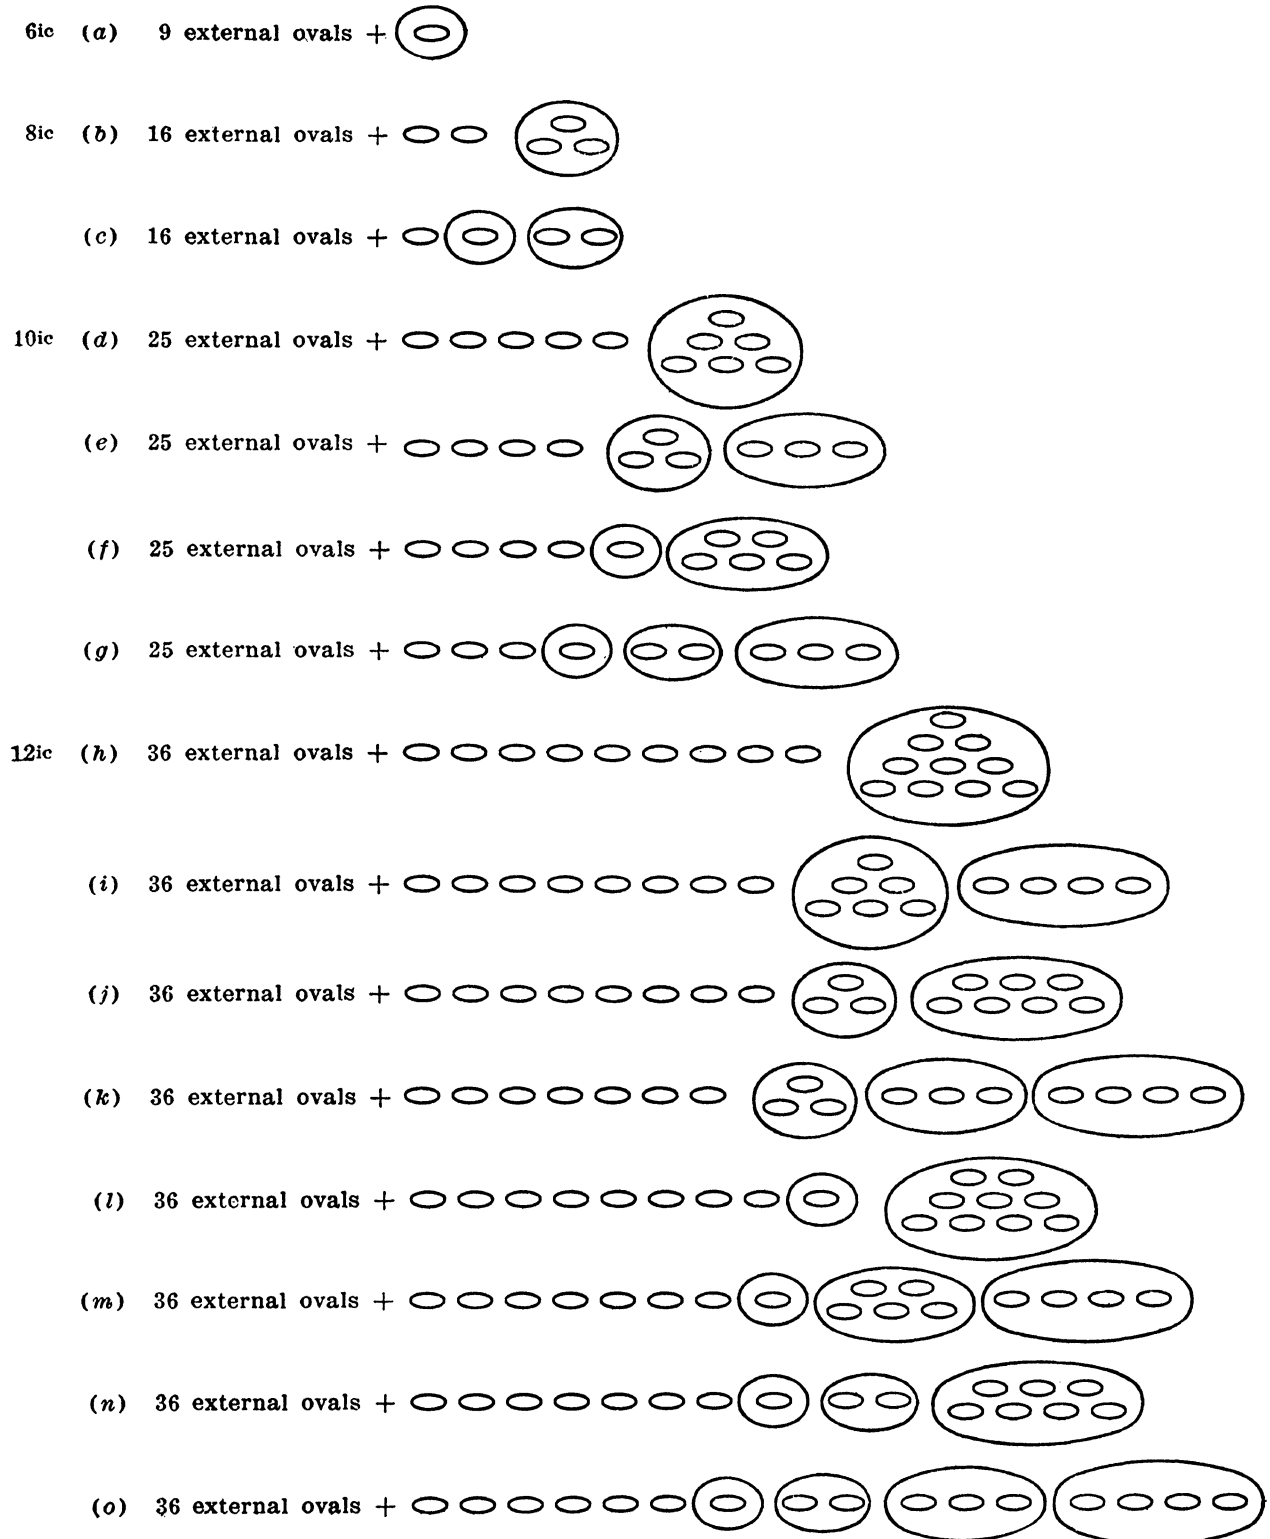 6ic (a) 9 external ovals +
8ic (b) 16 external ovals +
(c) 16 external ovals +
10ic (d) 25 external ovals +
(e) 25 external ovals +
(f) 25 external ovals +
(g) 25 external ovals +
12ic (h) 36 external ovals +
(i) 36 external ovals +
(j) 36 external ovals +
(k) 36 external ovals +
(l) 36 external ovals +
(m) 36 external ovals +
(n) 36 external ovals +
(o) 36 external ovals +